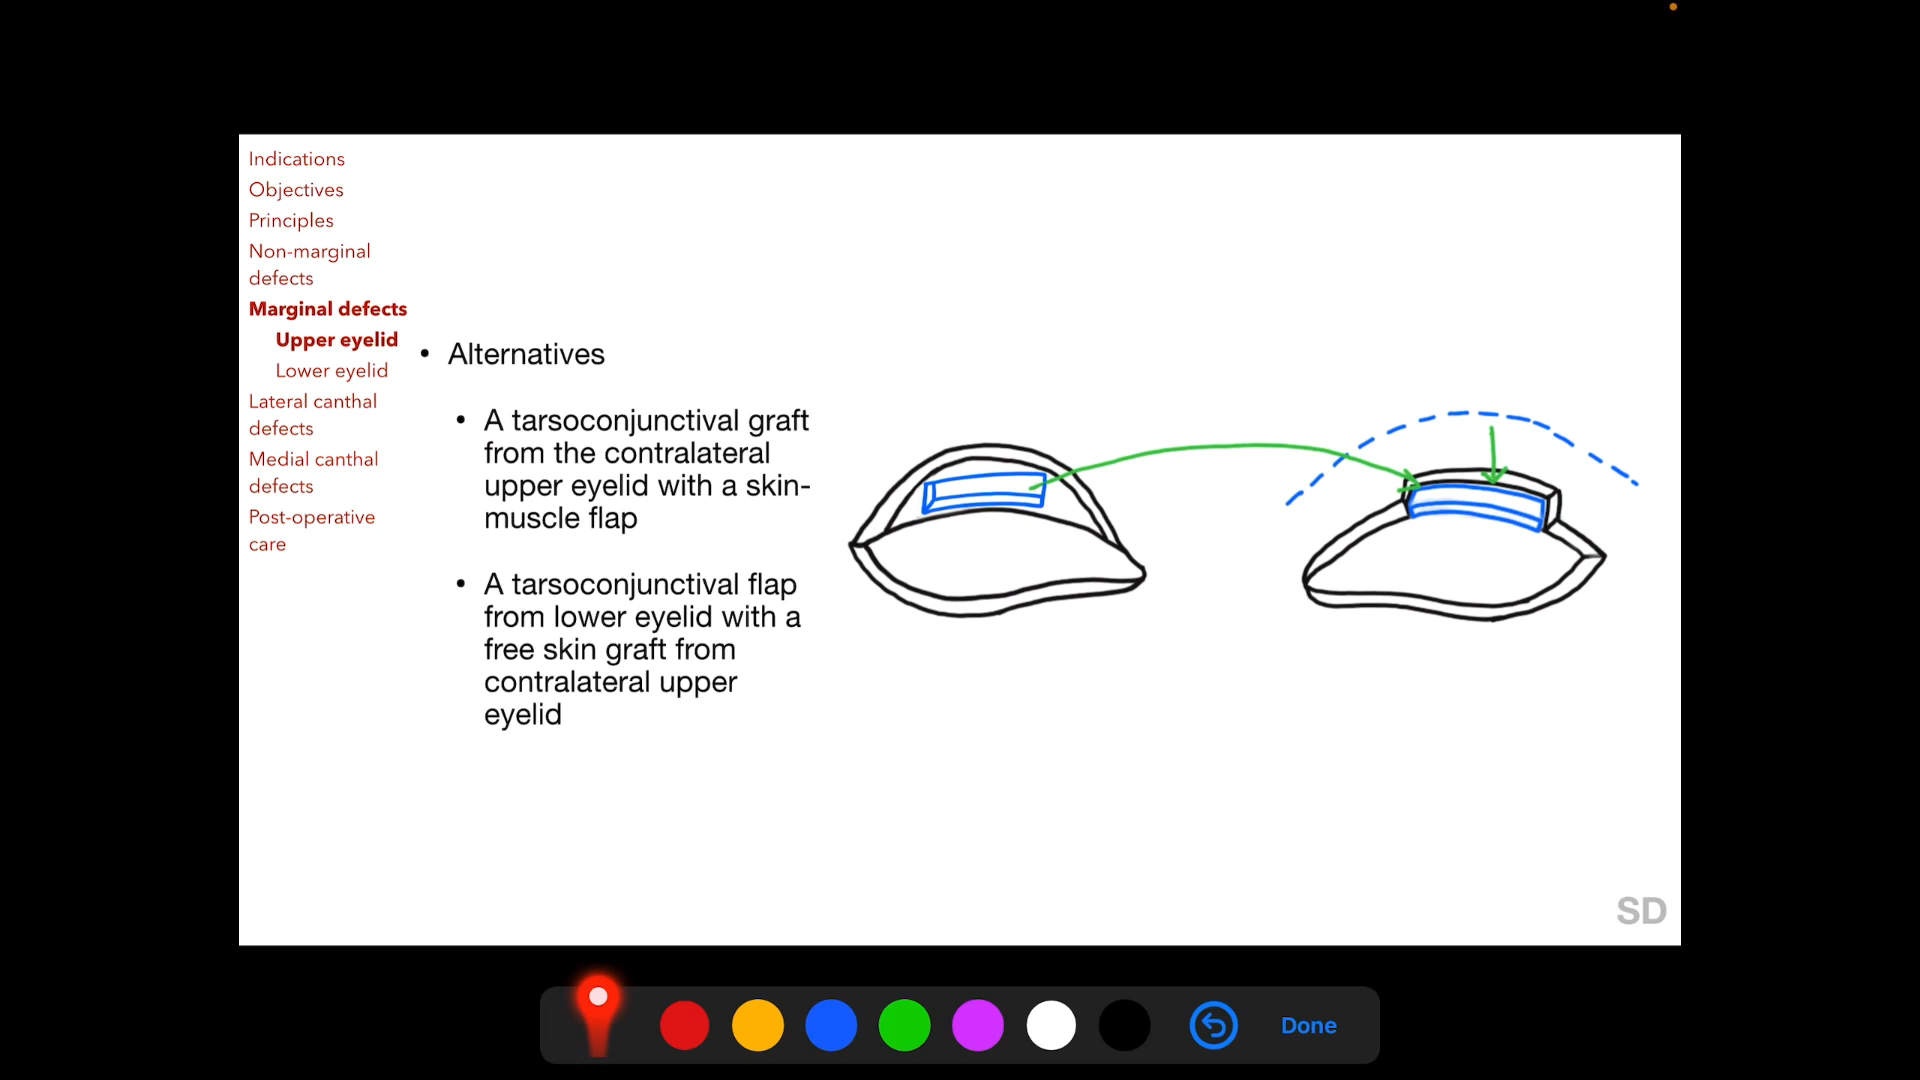 Indications
Objectives
Principles
Non-marginal
defects
Marginal defects
Upper eyelid
Lower eyelid
Lateral canthal
defects
Medial canthal
defects
Post-operative
care
• Alternatives
• A tarsoconjunctival graft
from the contralateral
upper eyelid with a skin-
muscle flap
• A tarsoconjunctival flap
from lower eyelid with a
free skin graft from
contralateral upper
eyelid
SD
Done